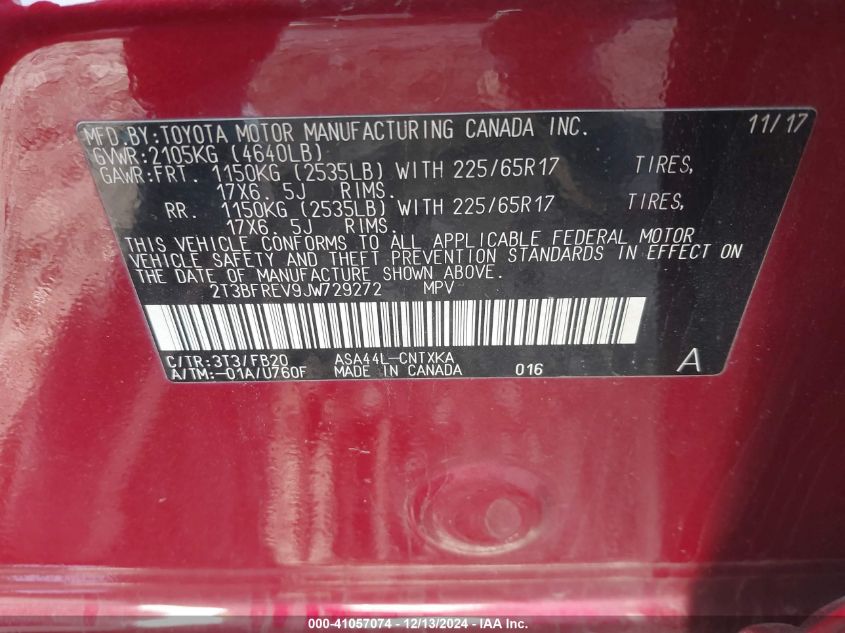 MFD.BY:TOYOTA MOTOR MANUFACTURING CANADA INC. 11/17
GVWR:2105KG (4640LB)
GAWR:FRT. 1150KG (2535LB) WITH 225/65R17 TIRES,
17X6. 5J RIMS.
RR. 1150KG (2535LB) WITH 225/65R17 TIRES,
17X6. 5J RIMS.
THIS VEHICLE CONFORMS TO ALL APPLICABLE FEDERAL MOTOR
VEHICLE SAFETY AND THEFT PREVENTION STANDARDS IN EFFECT ON
THE DATE OF MANUFACTURE SHOWN ABOVE.
2T3BFREV9JW729272 MPV
C/TR:3T3/FB20 ASA44L-CNTXKA
A/TM:-01A/U760F MADE IN CANADA 016 A
000-41057074 - 12/13/2024 - IAA Inc.